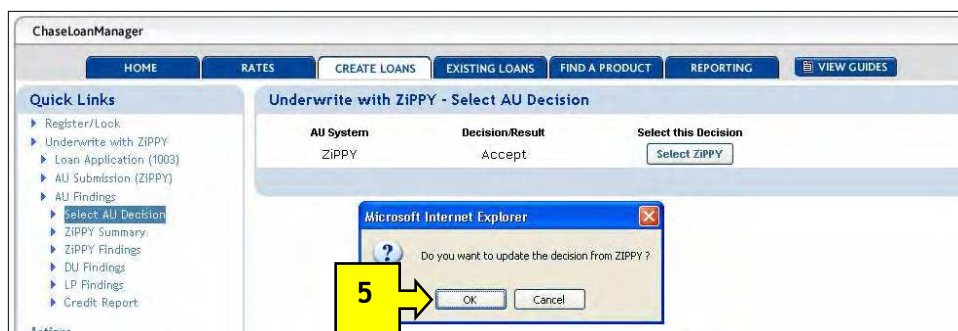 ChaseLoanManager
HOME RATES CREATE LOANS EXISTING LOANS FIND A PRODUCT REPORTING VIEW GUIDES
Quick Links
Register/Lock
Underwrite with ZiPPY
Loan Application (1003)
AU Submission (ZiPPY)
AU Findings
Select AU Decision
ZiPPY Summary
ZiPPY Findings
DU Findings
LP Findings
Credit Report
Underwrite with ZiPPY - Select AU Decision
AU System Decision/Result Select this Decision
ZiPPY Accept Select ZiPPY
Microsoft Internet Explorer
Do you want to update the decision from ZIPPY ?
5
OK Cancel